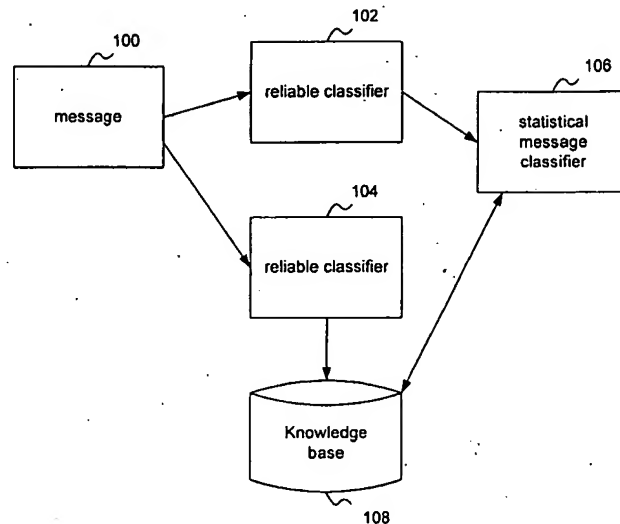 100
message
102
reliable classifier
106
statistical
message
classifier
104
reliable classifier
Knowledge
base
108